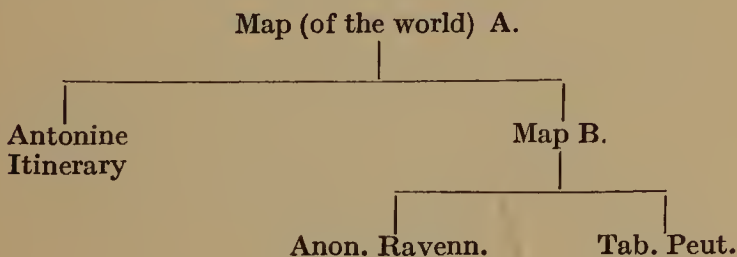 Map (of the world) A.
Antonine
Itinerary
Map B.
Anon. Ravenn.
Tab. Peut.